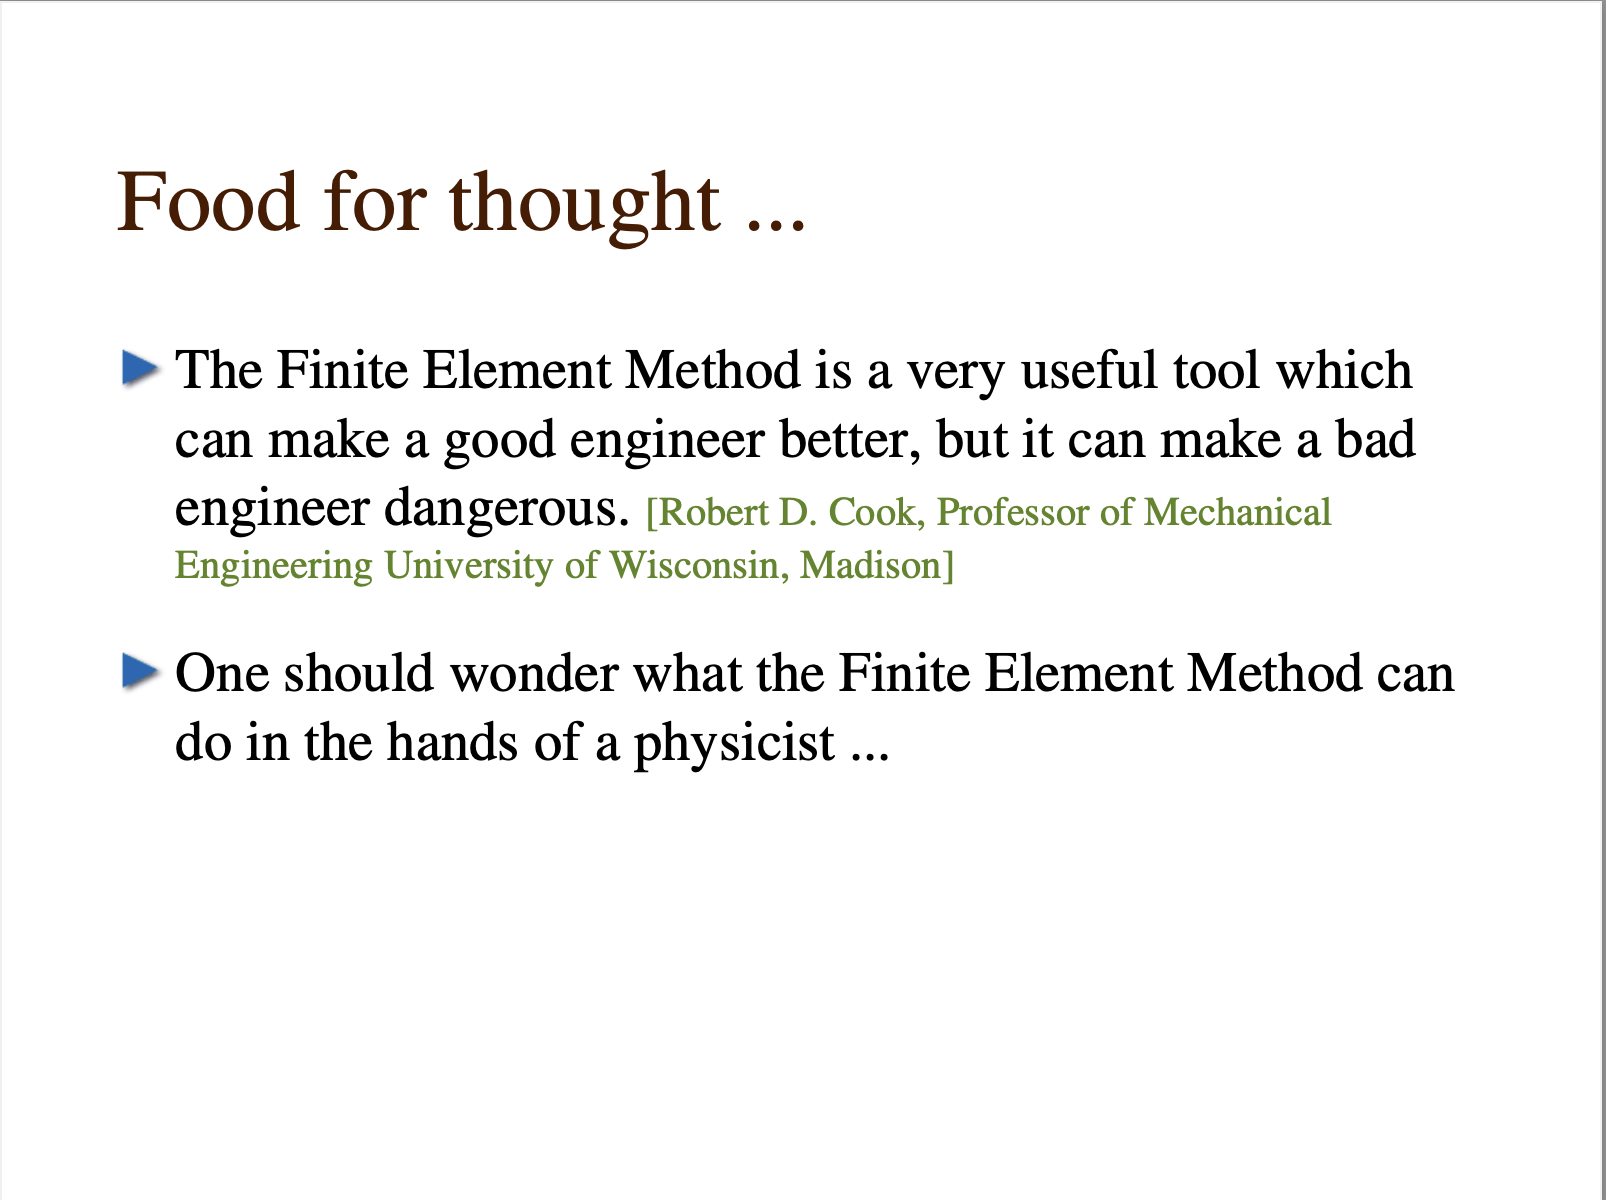 Food for thought ...
The Finite Element Method is a very useful tool which
can make a good engineer better, but it can make a bad
engineer dangerous. [Robert D. Cook, Professor of Mechanical
Engineering University of Wisconsin, Madison]
One should wonder what the Finite Element Method can
do in the hands of a physicist ...